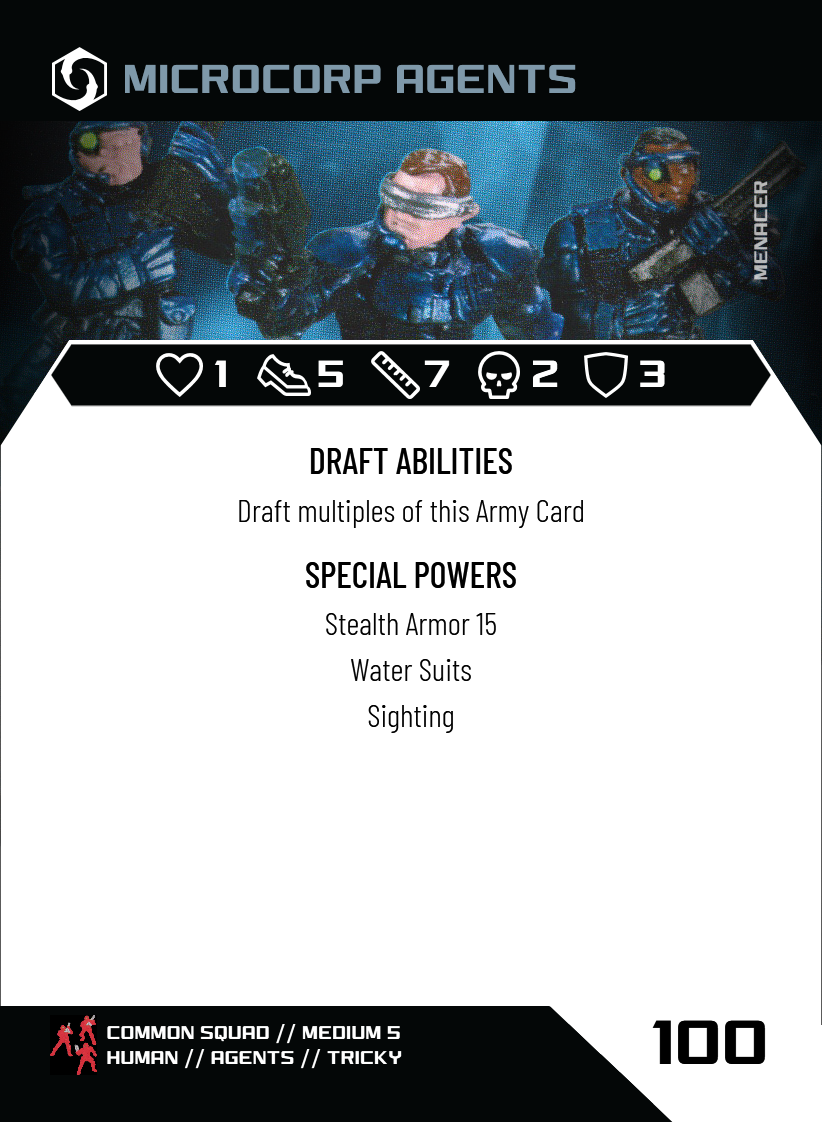 MICROCORP AGENTS
MENACER
1 5 7 2 3
DRAFT ABILITIES
Draft multiples of this Army Card
SPECIAL POWERS
Stealth Armor 15
Water Suits
Sighting
COMMON SQUAD // MEDIUM 5
HUMAN // AGENTS // TRICKY
100